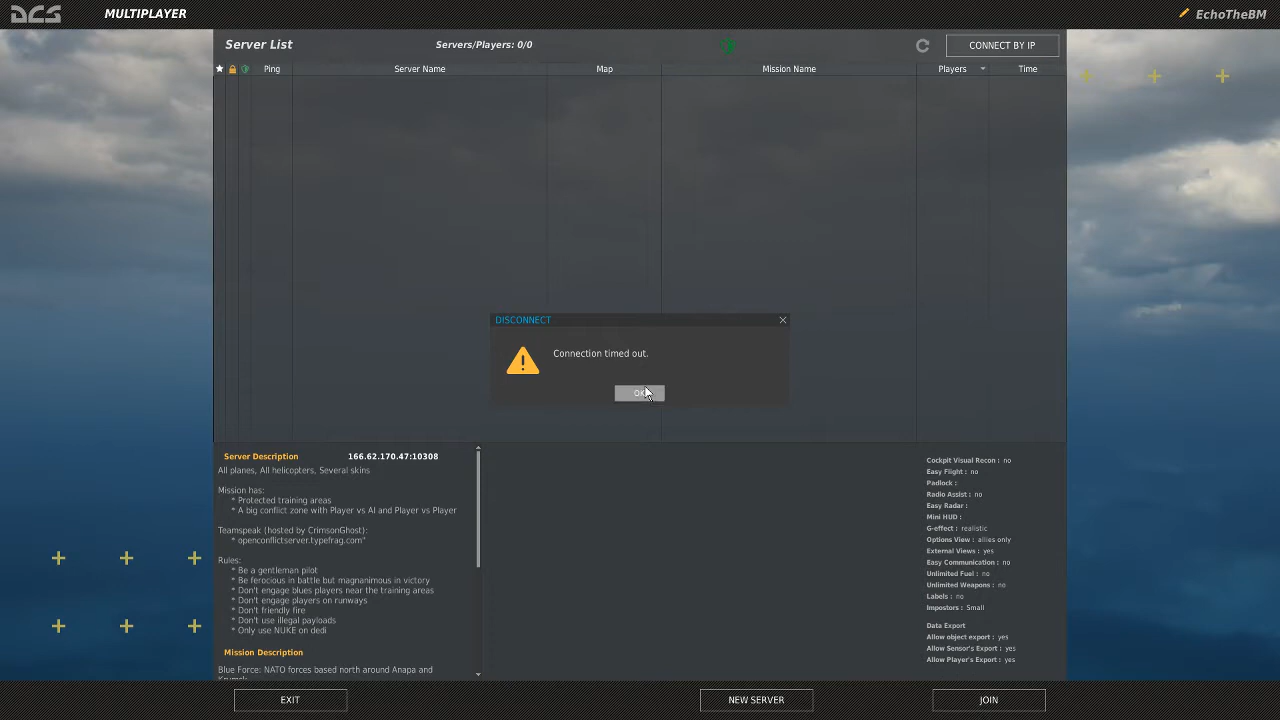 DCS MULTIPLAYER EchoTheBM
Server List Servers/Players: 0/0 CONNECT BY IP
Ping Server Name Map Mission Name Players Time
DISCONNECT
Connection timed out.
OK
Server Description 166.62.170.47:10308
All planes, All helicopters, Several skins
Mission has:
* Protected training areas
* A big conflict zone with Player vs AI and Player vs Player
Teamspeak (hosted by CrimsonGhost):
* openconflictserver.typefrag.com"
Rules:
* Be a gentleman pilot
* Be ferocious in battle but magnanimous in victory
* Don't engage blues players near the training areas
* Don't engage players on runways
* Don't friendly fire
* Don't use illegal payloads
* Only use NUKE on dedi
Mission Description
Blue Force: NATO forces based north around Anapa and
Cockpit Visual Recon : no
Easy Flight : no
Padlock :
Radio Assist : no
Easy Radar :
Mini HUD :
G-effect : realistic
Options View : allies only
External Views : yes
Easy Communication : no
Unlimited Fuel : no
Unlimited Weapons : no
Labels : no
Impostors : Small
Data Export
Allow object export : yes
Allow Sensor's Export : yes
Allow Player's Export : yes
EXIT NEW SERVER JOIN